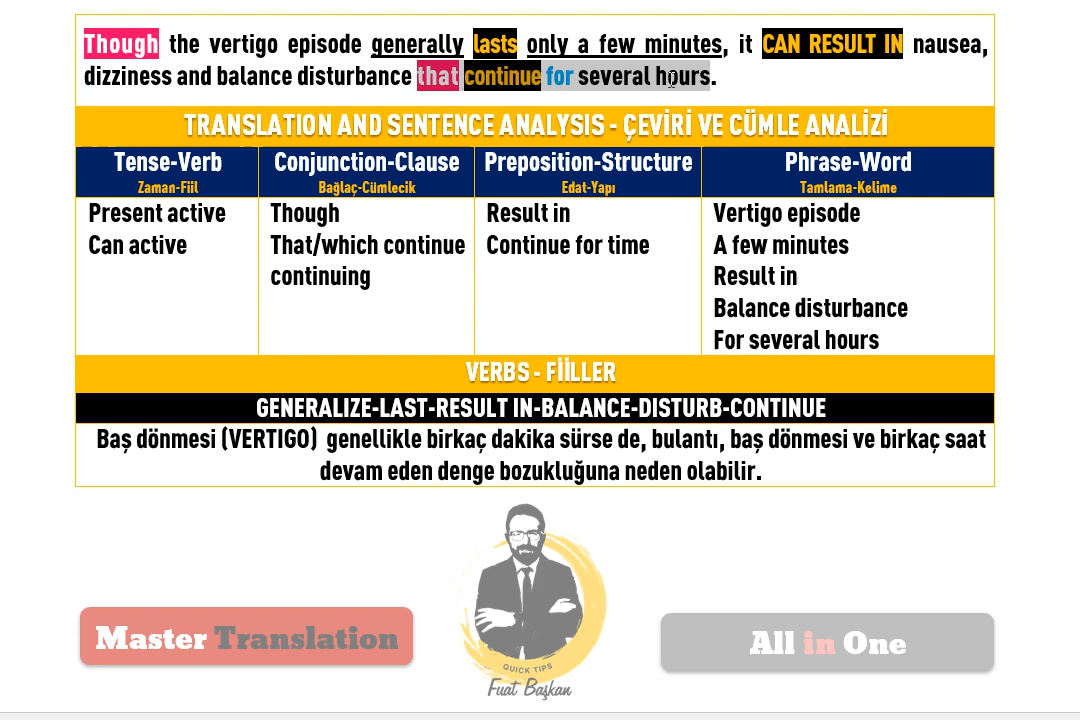 Though the vertigo episode generally lasts only a few minutes, it CAN RESULT IN nausea,
dizziness and balance disturbance that continue for several hours.
TRANSLATION AND SENTENCE ANALYSIS - ÇEVİRİ VE CÜMLE ANALİZİ
Tense-Verb Conjunction-Clause Preposition-Structure Phrase-Word
Zaman-Fiil Bağlaç-Cümlecik Edat-Yapı Tamlama-Kelime
Present active Though Result in Vertigo episode
Can active That/which continue Continue for time A few minutes
continuing Result in
Balance disturbance
For several hours
VERBS - FİİLLER
GENERALIZE-LAST-RESULT IN-BALANCE-DISTURB-CONTINUE
Baş dönmesi (VERTIGO) genellikle birkaç dakika sürse de, bulantı, baş dönmesi ve birkaç saat
devam eden denge bozukluğuna neden olabilir.
Master Translation
QUICK TIPS
Fuat Başkan
All in One